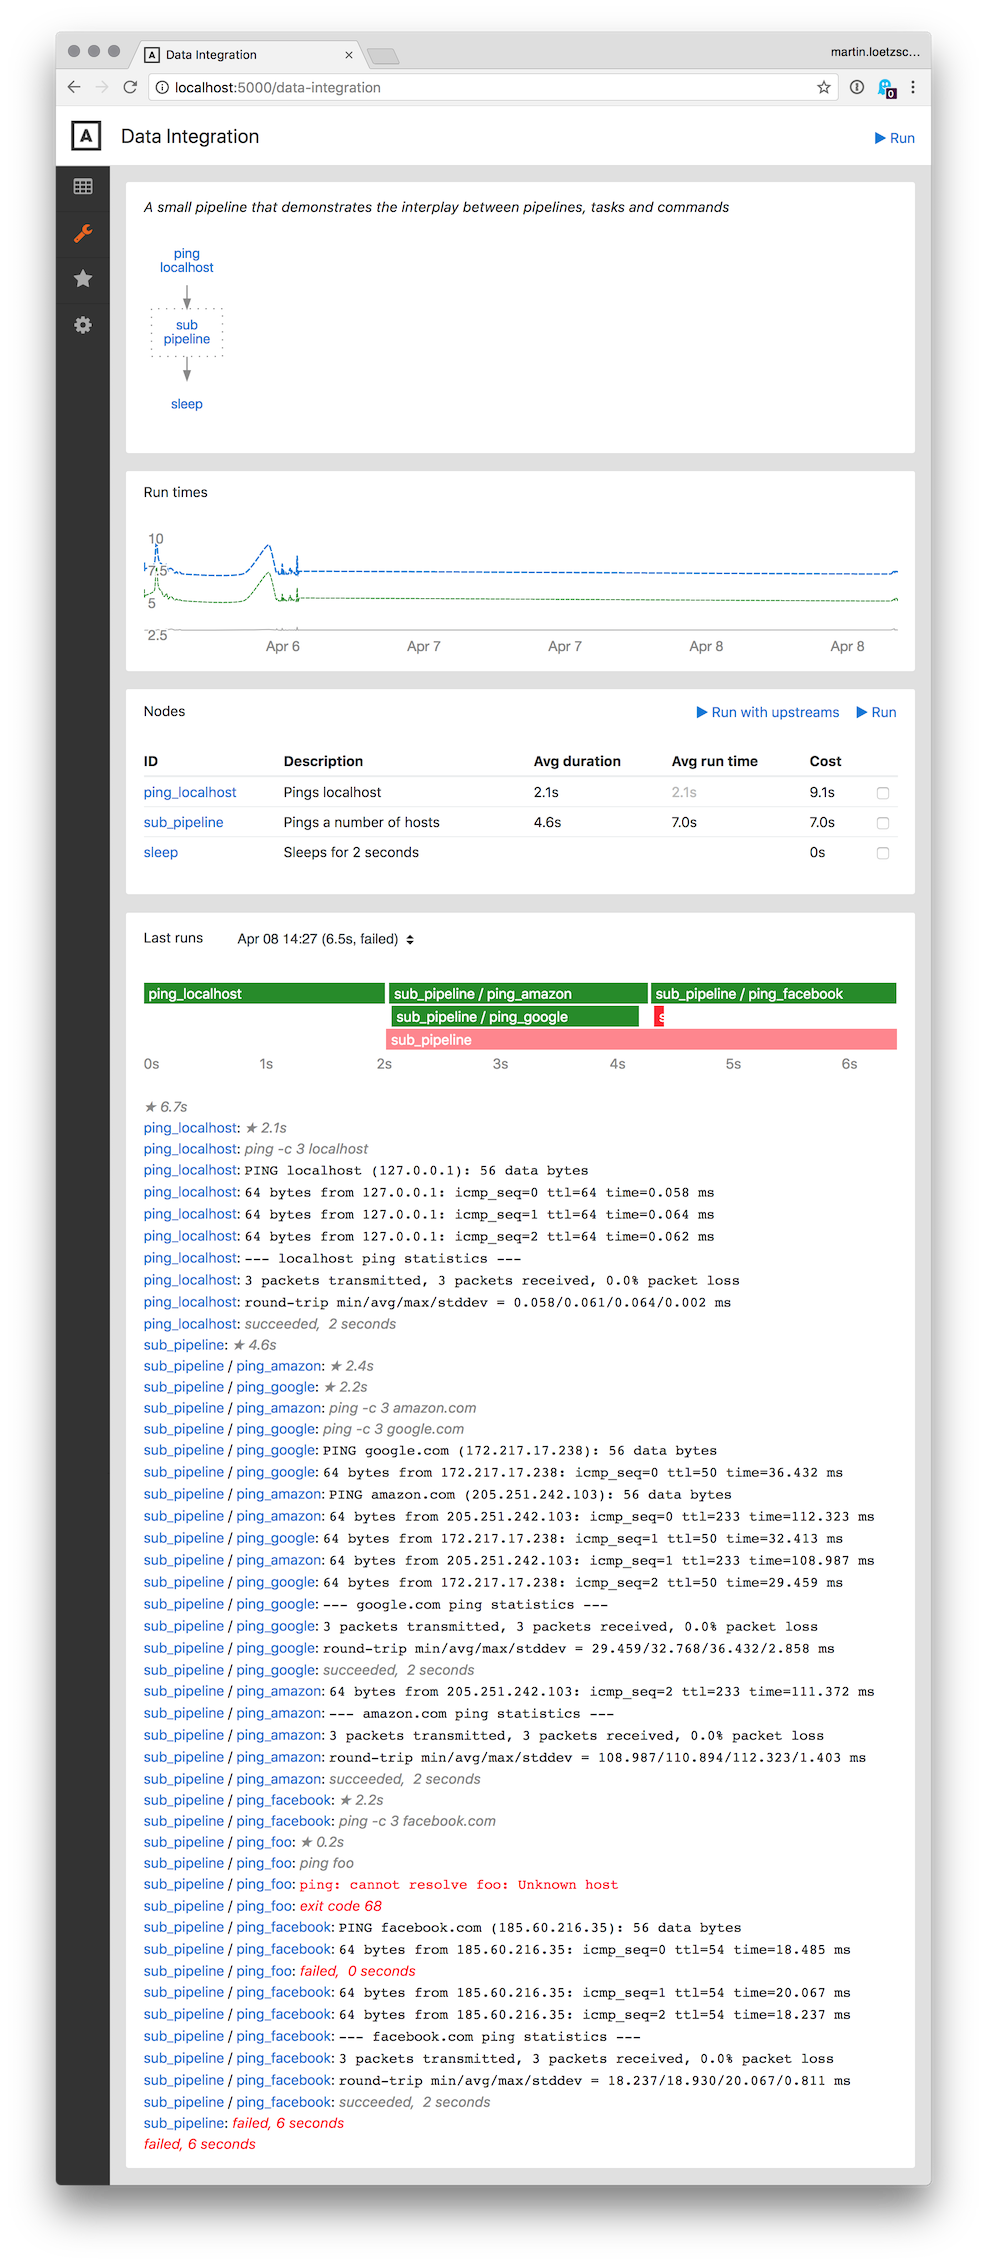 A Data Integration ×
martin.loetzsc...
localhost:5000/data-integration
0
A Data Integration
Run
A small pipeline that demonstrates the interplay between pipelines, tasks and commands
ping
localhost
sub
pipeline
sleep
Run times
10
7.5
5
2.5
Apr 6 Apr 7 Apr 7 Apr 8 Apr 8
Nodes Run with upstreams Run
ID Description Avg duration Avg run time Cost
ping_localhost Pings localhost 2.1s 2.1s 9.1s
sub_pipeline Pings a number of hosts 4.6s 7.0s 7.0s
sleep Sleeps for 2 seconds 0s
Last runs Apr 08 14:27 (6.5s, failed)
ping_localhost sub_pipeline / ping_amazon sub_pipeline / ping_facebook
sub_pipeline / ping_google s
sub_pipeline
0s 1s 2s 3s 4s 5s 6s
★ 6.7s
ping_localhost: ★ 2.1s
ping_localhost: ping -c 3 localhost
ping_localhost: PING localhost (127.0.0.1): 56 data bytes
ping_localhost: 64 bytes from 127.0.0.1: icmp_seq=0 ttl=64 time=0.058 ms
ping_localhost: 64 bytes from 127.0.0.1: icmp_seq=1 ttl=64 time=0.064 ms
ping_localhost: 64 bytes from 127.0.0.1: icmp_seq=2 ttl=64 time=0.062 ms
ping_localhost: --- localhost ping statistics ---
ping_localhost: 3 packets transmitted, 3 packets received, 0.0% packet loss
ping_localhost: round-trip min/avg/max/stddev = 0.058/0.061/0.064/0.002 ms
ping_localhost: succeeded, 2 seconds
sub_pipeline: ★ 4.6s
sub_pipeline / ping_amazon: ★ 2.4s
sub_pipeline / ping_google: ★ 2.2s
sub_pipeline / ping_amazon: ping -c 3 amazon.com
sub_pipeline / ping_google: ping -c 3 google.com
sub_pipeline / ping_google: PING google.com (172.217.17.238): 56 data bytes
sub_pipeline / ping_google: 64 bytes from 172.217.17.238: icmp_seq=0 ttl=50 time=36.432 ms
sub_pipeline / ping_amazon: PING amazon.com (205.251.242.103): 56 data bytes
sub_pipeline / ping_amazon: 64 bytes from 205.251.242.103: icmp_seq=0 ttl=233 time=112.323 ms
sub_pipeline / ping_google: 64 bytes from 172.217.17.238: icmp_seq=1 ttl=50 time=32.413 ms
sub_pipeline / ping_amazon: 64 bytes from 205.251.242.103: icmp_seq=1 ttl=233 time=108.987 ms
sub_pipeline / ping_google: 64 bytes from 172.217.17.238: icmp_seq=2 ttl=50 time=29.459 ms
sub_pipeline / ping_google: --- google.com ping statistics ---
sub_pipeline / ping_google: 3 packets transmitted, 3 packets received, 0.0% packet loss
sub_pipeline / ping_google: round-trip min/avg/max/stddev = 29.459/32.768/36.432/2.858 ms
sub_pipeline / ping_google: succeeded, 2 seconds
sub_pipeline / ping_amazon: 64 bytes from 205.251.242.103: icmp_seq=2 ttl=233 time=111.372 ms
sub_pipeline / ping_amazon: --- amazon.com ping statistics ---
sub_pipeline / ping_amazon: 3 packets transmitted, 3 packets received, 0.0% packet loss
sub_pipeline / ping_amazon: round-trip min/avg/max/stddev = 108.987/110.894/112.323/1.403 ms
sub_pipeline / ping_amazon: succeeded, 2 seconds
sub_pipeline / ping_facebook: ★ 2.2s
sub_pipeline / ping_facebook: ping -c 3 facebook.com
sub_pipeline / ping_foo: ★ 0.2s
sub_pipeline / ping_foo: ping foo
sub_pipeline / ping_foo: ping: cannot resolve foo: Unknown host
sub_pipeline / ping_foo: exit code 68
sub_pipeline / ping_facebook: PING facebook.com (185.60.216.35): 56 data bytes
sub_pipeline / ping_facebook: 64 bytes from 185.60.216.35: icmp_seq=0 ttl=54 time=18.485 ms
sub_pipeline / ping_foo: failed, 0 seconds
sub_pipeline / ping_facebook: 64 bytes from 185.60.216.35: icmp_seq=1 ttl=54 time=20.067 ms
sub_pipeline / ping_facebook: 64 bytes from 185.60.216.35: icmp_seq=2 ttl=54 time=18.237 ms
sub_pipeline / ping_facebook: --- facebook.com ping statistics ---
sub_pipeline / ping_facebook: 3 packets transmitted, 3 packets received, 0.0% packet loss
sub_pipeline / ping_facebook: round-trip min/avg/max/stddev = 18.237/18.930/20.067/0.811 ms
sub_pipeline / ping_facebook: succeeded, 2 seconds
sub_pipeline: failed, 6 seconds
failed, 6 seconds